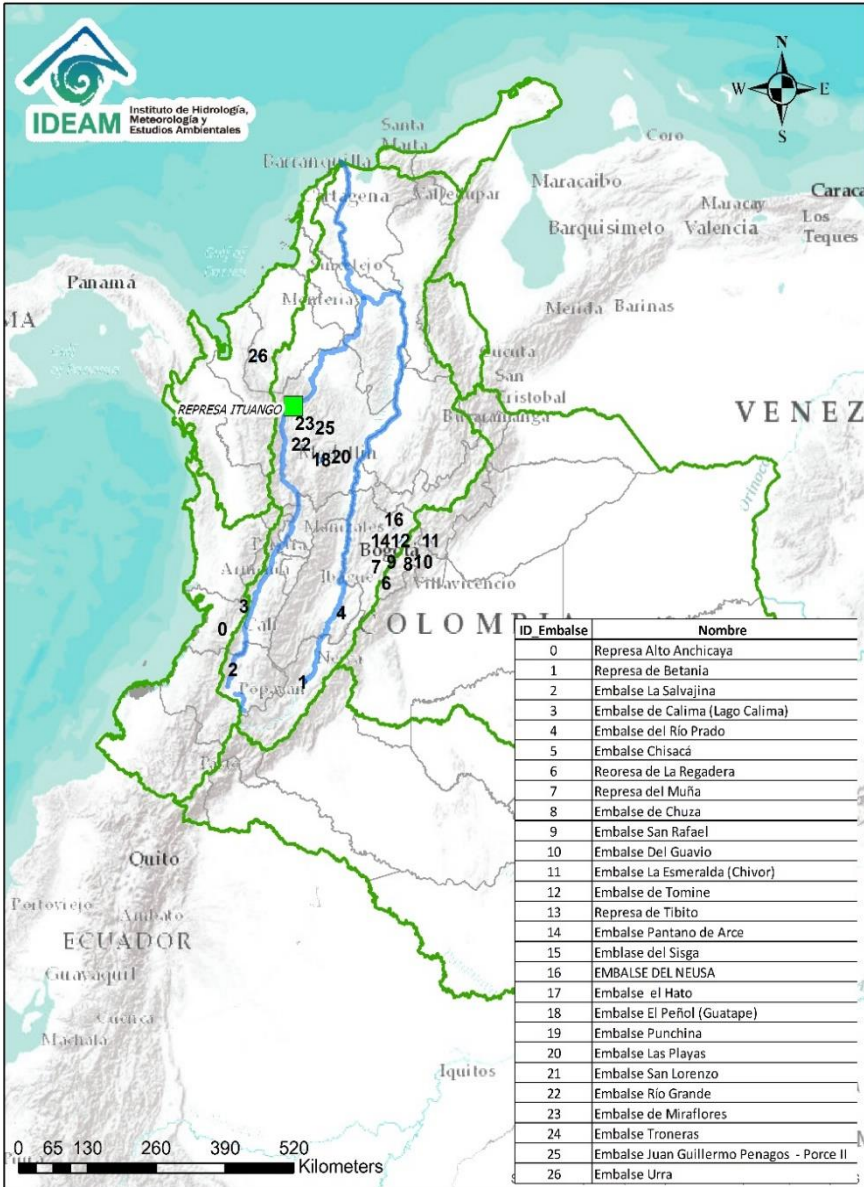 IDEAM
Instituto de Hidrología,
Meteorología y
Estudios Ambientales
N
W E
S
Santa
Marta
Barranquilla
Coro
Maracaibo
Valledupar
Caraca
Maracay
Barquisimeto Valencia
Los
Teques
Panamá
Monteria
Merida Barinas
26
San
Cristobal
REPRESA ITUANGO
VENEZ
Orinoco
23 25
22
18 20
16
14 12 11
Bogotá
9 8 10
7
6
Villavicencio
3
0
Cali
4
COLOMBIA
2
1
Popayan
Quito
Portoviejo
Ambato
ECUADOR
Guayaquil
Cuenca
Machala
Iquitos
ID_Embalse Nombre
0 Represa Alto Anchicaya
1 Represa de Betania
2 Embalse La Salvajina
3 Embalse de Calima (Lago Calima)
4 Embalse del Río Prado
5 Embalse Chisacá
6 Reoresa de La Regadera
7 Represa del Muña
8 Embalse de Chuza
9 Embalse San Rafael
10 Embalse Del Guavio
11 Embalse La Esmeralda (Chivor)
12 Embalse de Tomine
13 Represa de Tibito
14 Embalse Pantano de Arce
15 Emblase del Sisga
16 EMBALSE DEL NEUSA
17 Embalse el Hato
18 Embalse El Peñol (Guatape)
19 Embalse Punchina
20 Embalse Las Playas
21 Embalse San Lorenzo
22 Embalse Río Grande
23 Embalse de Miraflores
24 Embalse Troneras
25 Embalse Juan Guillermo Penagos - Porce II
26 Embalse Urra
0 65 130 260 390 520
Kilometers